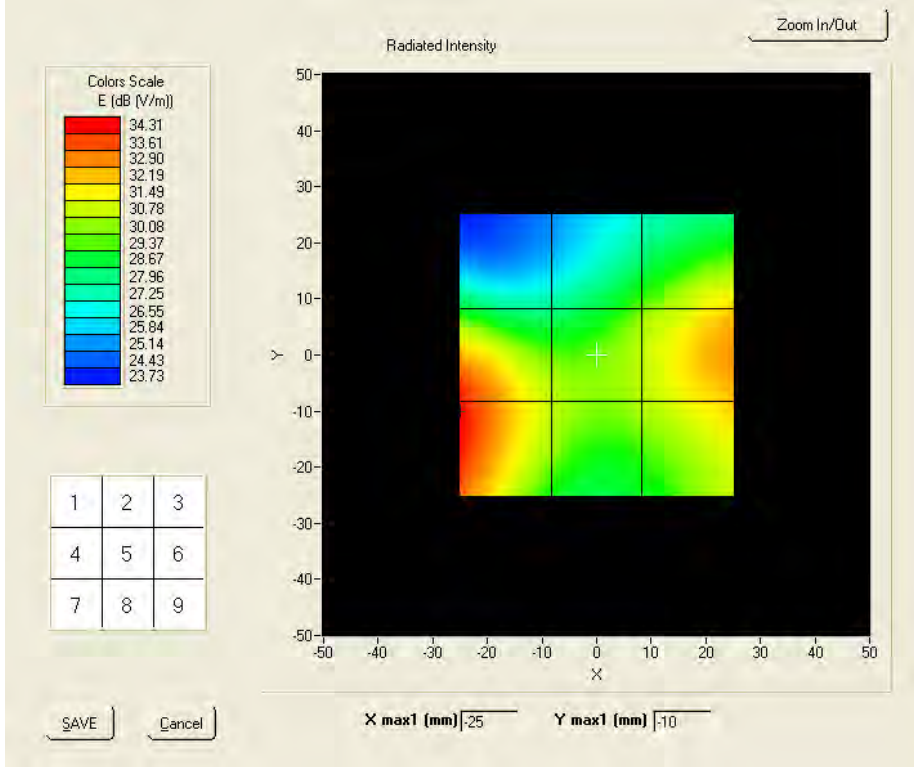 Zoom In/Out
Radiated Intensity
Colors Scale
E (dB (V/m))
34.31
33.61
32.90
32.19
31.49
30.78
30.08
29.37
28.67
27.96
27.25
26.55
25.84
25.14
24.43
23.73
50
40
30
20
10
0
-10
-20
-30
-40
-50
Y
-50 -40 -30 -20 -10 0 10 20 30 40 50
X
1 2 3
4 5 6
7 8 9
SAVE Cancel
X max1 (mm) -25 Y max1 (mm) -10